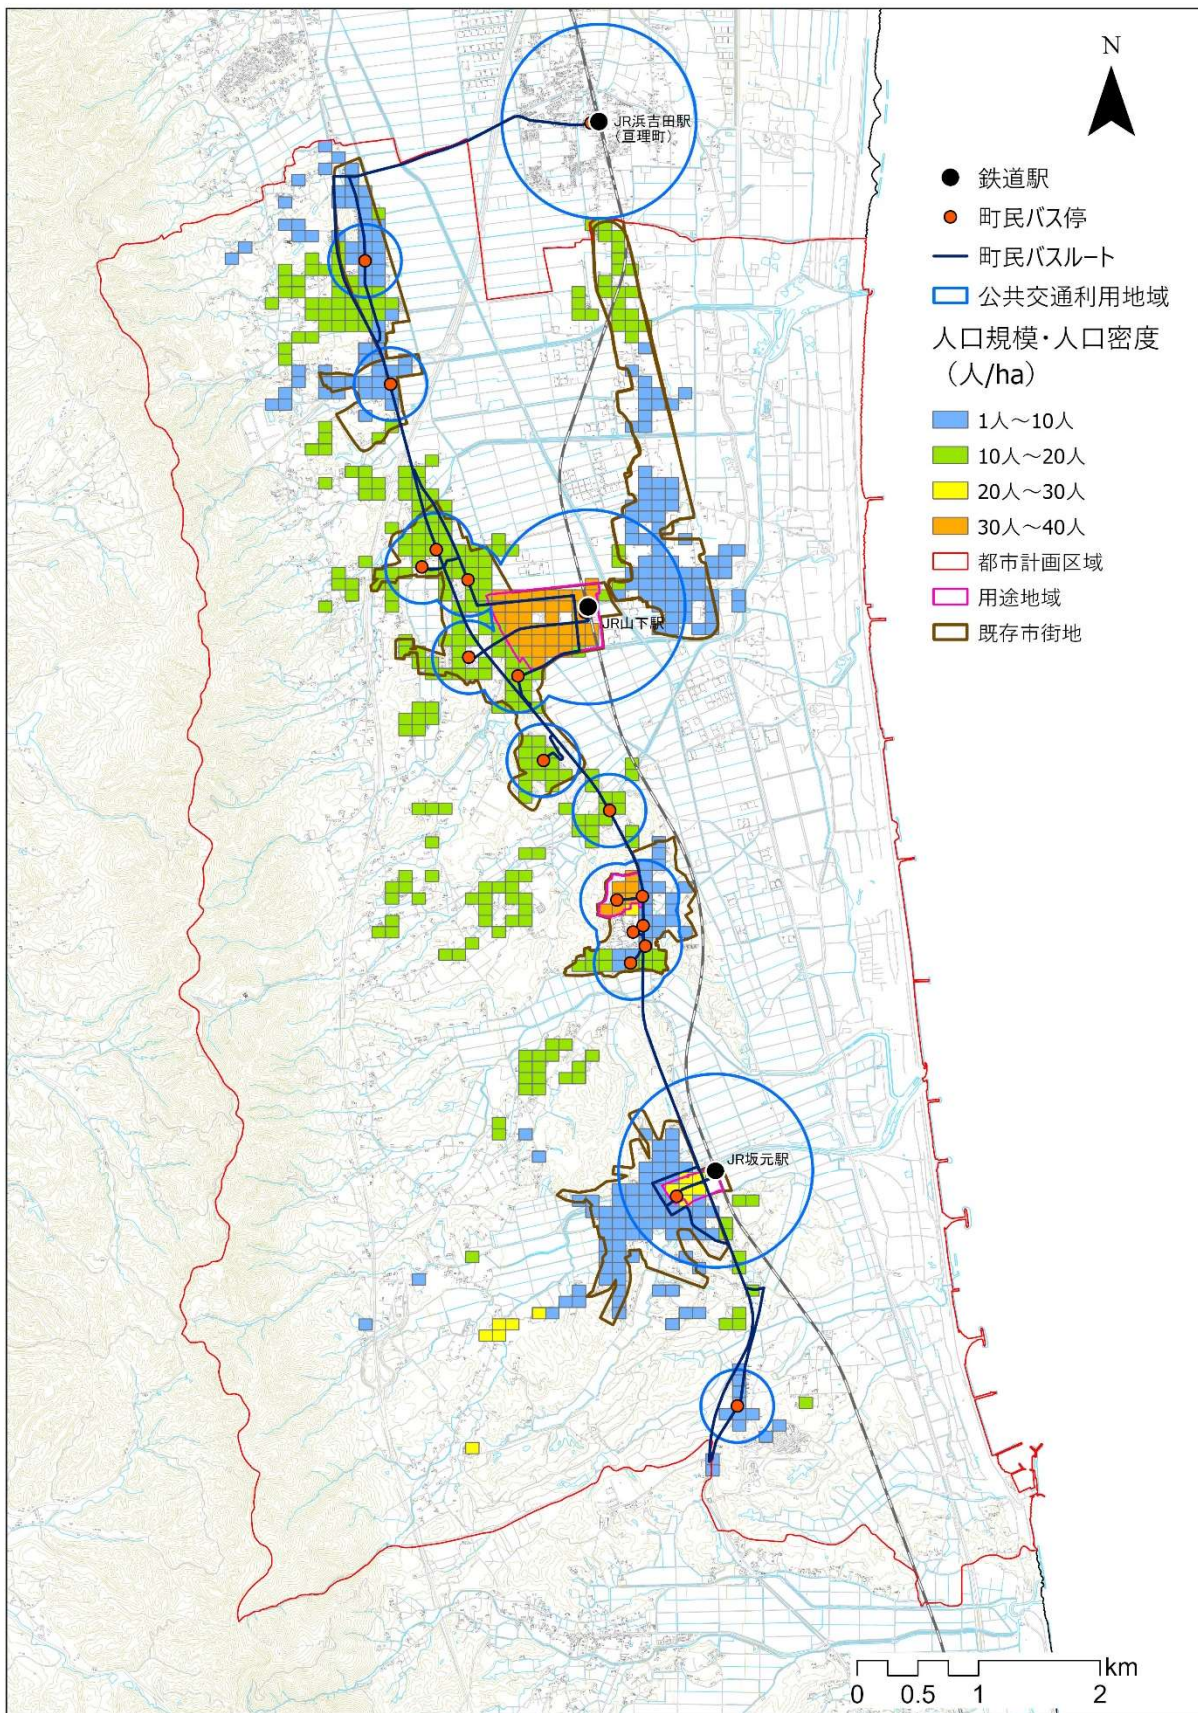 N
JR浜吉田駅
（亘理町）
鉄道駅
町民バス停
町民バスルート
公共交通利用地域
人口規模・人口密度
（人/ha）
1人～10人
10人～20人
20人～30人
30人～40人
都市計画区域
用途地域
既存市街地
JR山下駅
JR坂元駅
km
0 0.5 1 2